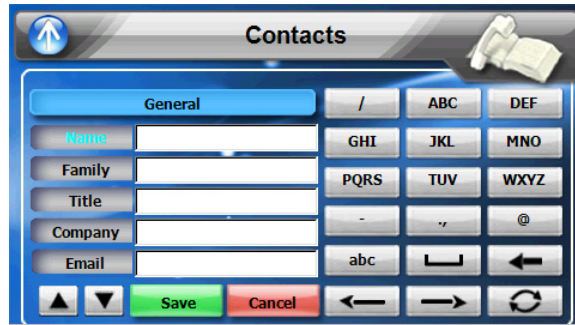 Contacts
General
/ ABC DEF
Name
GHI JKL MNO
Family
PQRS TUV WXYZ
Title
- ., @
Company
Email
abc
Save Cancel